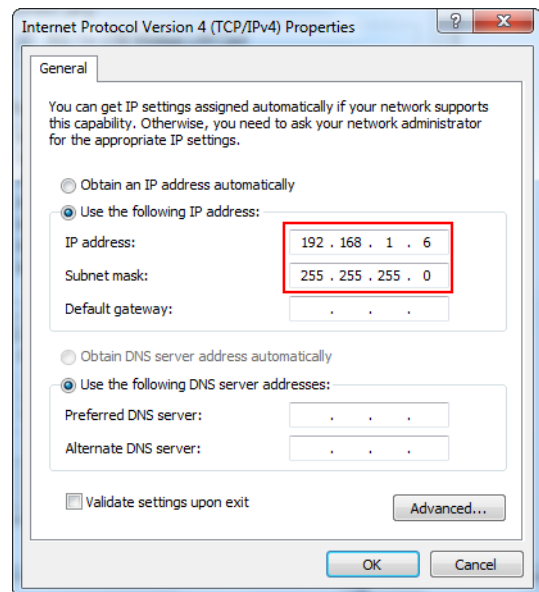 Internet Protocol Version 4 (TCP/IPv4) Properties
General
You can get IP settings assigned automatically if your network supports
this capability. Otherwise, you need to ask your network administrator
for the appropriate IP settings.
Obtain an IP address automatically
Use the following IP address:
IP address: 192 . 168 . 1 . 6
Subnet mask: 255 . 255 . 255 . 0
Default gateway: . . .
Obtain DNS server address automatically
Use the following DNS server addresses:
Preferred DNS server: . . .
Alternate DNS server: . . .
Validate settings upon exit
Advanced...
OK Cancel